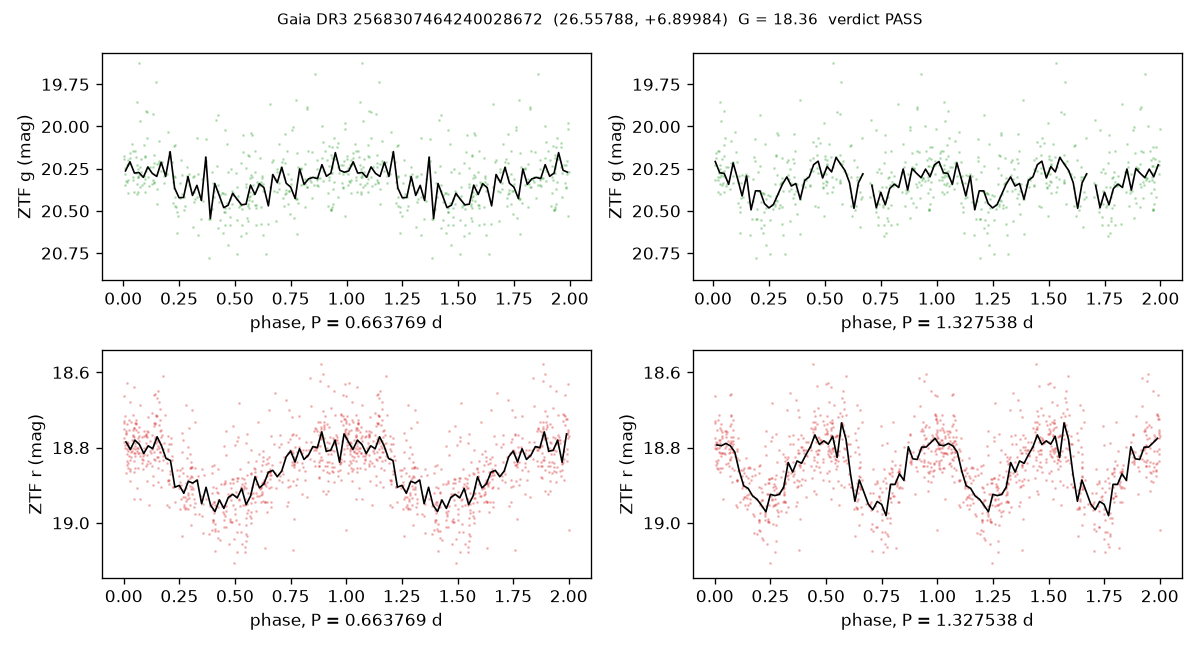 Gaia DR3 2568307464240028672 (26.55788, +6.89984) G = 18.36 verdict PASS
ZTF g (mag)
19.75
20.00
20.25
20.50
20.75
0.00 0.25 0.50 0.75 1.00 1.25 1.50 1.75 2.00
phase, P = 0.663769 d
ZTF g (mag)
19.75
20.00
20.25
20.50
20.75
0.00 0.25 0.50 0.75 1.00 1.25 1.50 1.75 2.00
phase, P = 1.327538 d
ZTF r (mag)
18.6
18.8
19.0
0.00 0.25 0.50 0.75 1.00 1.25 1.50 1.75 2.00
phase, P = 0.663769 d
ZTF r (mag)
18.6
18.8
19.0
0.00 0.25 0.50 0.75 1.00 1.25 1.50 1.75 2.00
phase, P = 1.327538 d